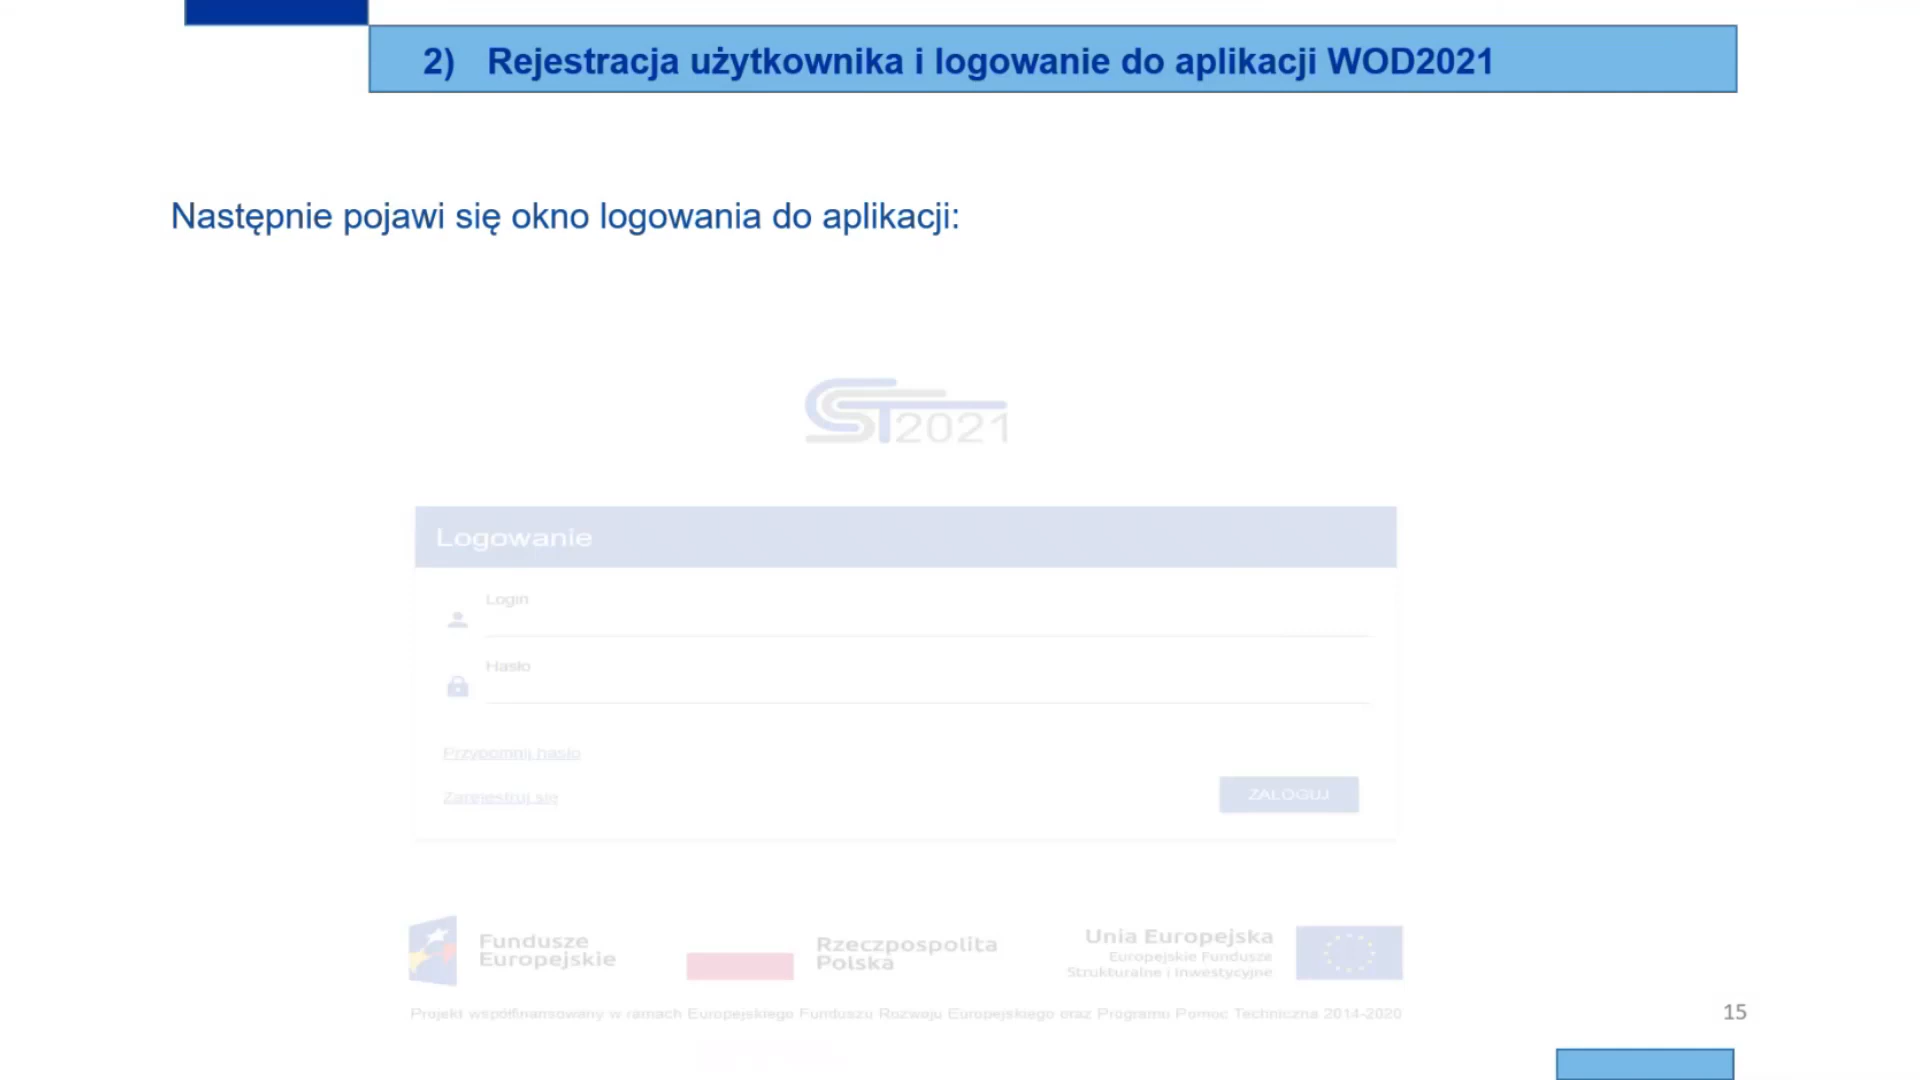 2) Rejestracja użytkownika i logowanie do aplikacji WOD2021
Następnie pojawi się okno logowania do aplikacji:
CST2021
Logowanie
Login
Hasło
Przypomnij hasło
Zarejestruj się
ZALOGUJ
Fundusze
Europejskie
Rzeczpospolita
Polska
Unia Europejska
Europejskie Fundusze
Strukturalne i Inwestycyjne
Projekt współfinansowany w ramach Europejskiego Funduszu Rozwoju Europejskiego oraz Programu Pomoc Techniczna 2014-2020
15